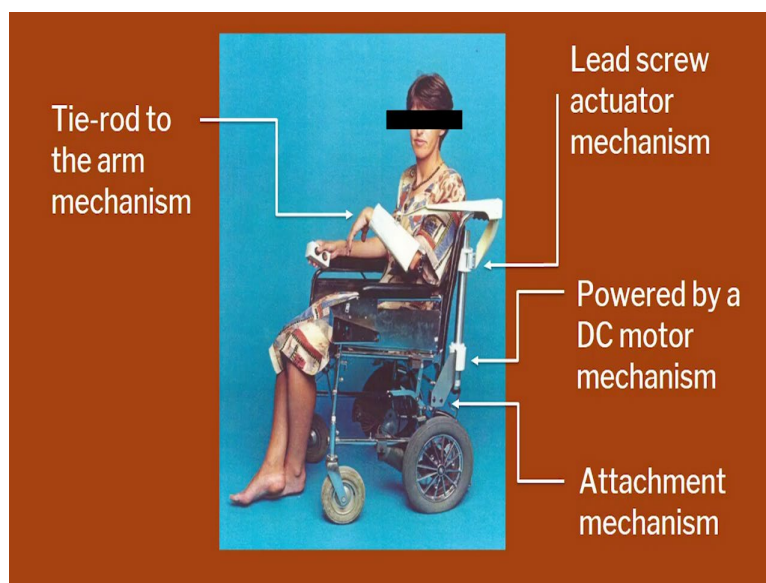 Tie-rod to
the arm
mechanism
Lead screw
actuator
mechanism
Powered by a
DC motor
mechanism
Attachment
mechanism